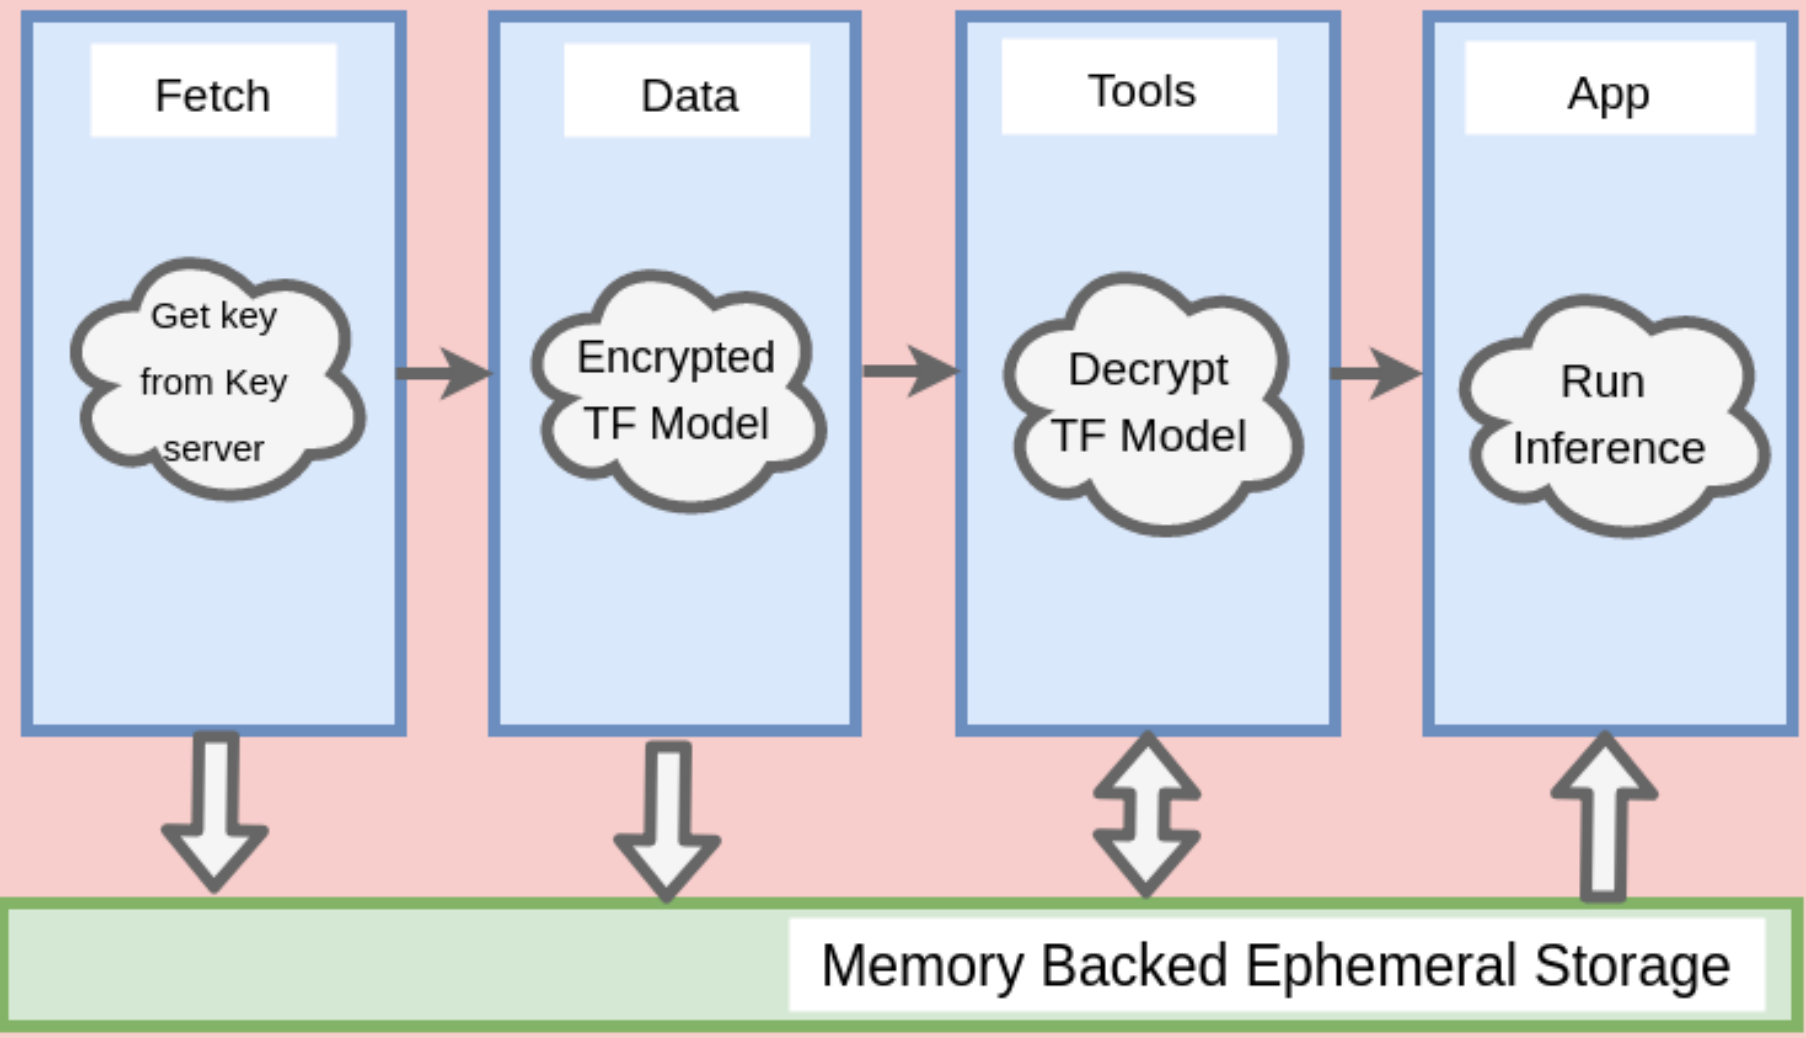 Fetch
Data
Tools
App
Get key
from Key
server
Encrypted
TF Model
Decrypt
TF Model
Run
Inference
Memory Backed Ephemeral Storage